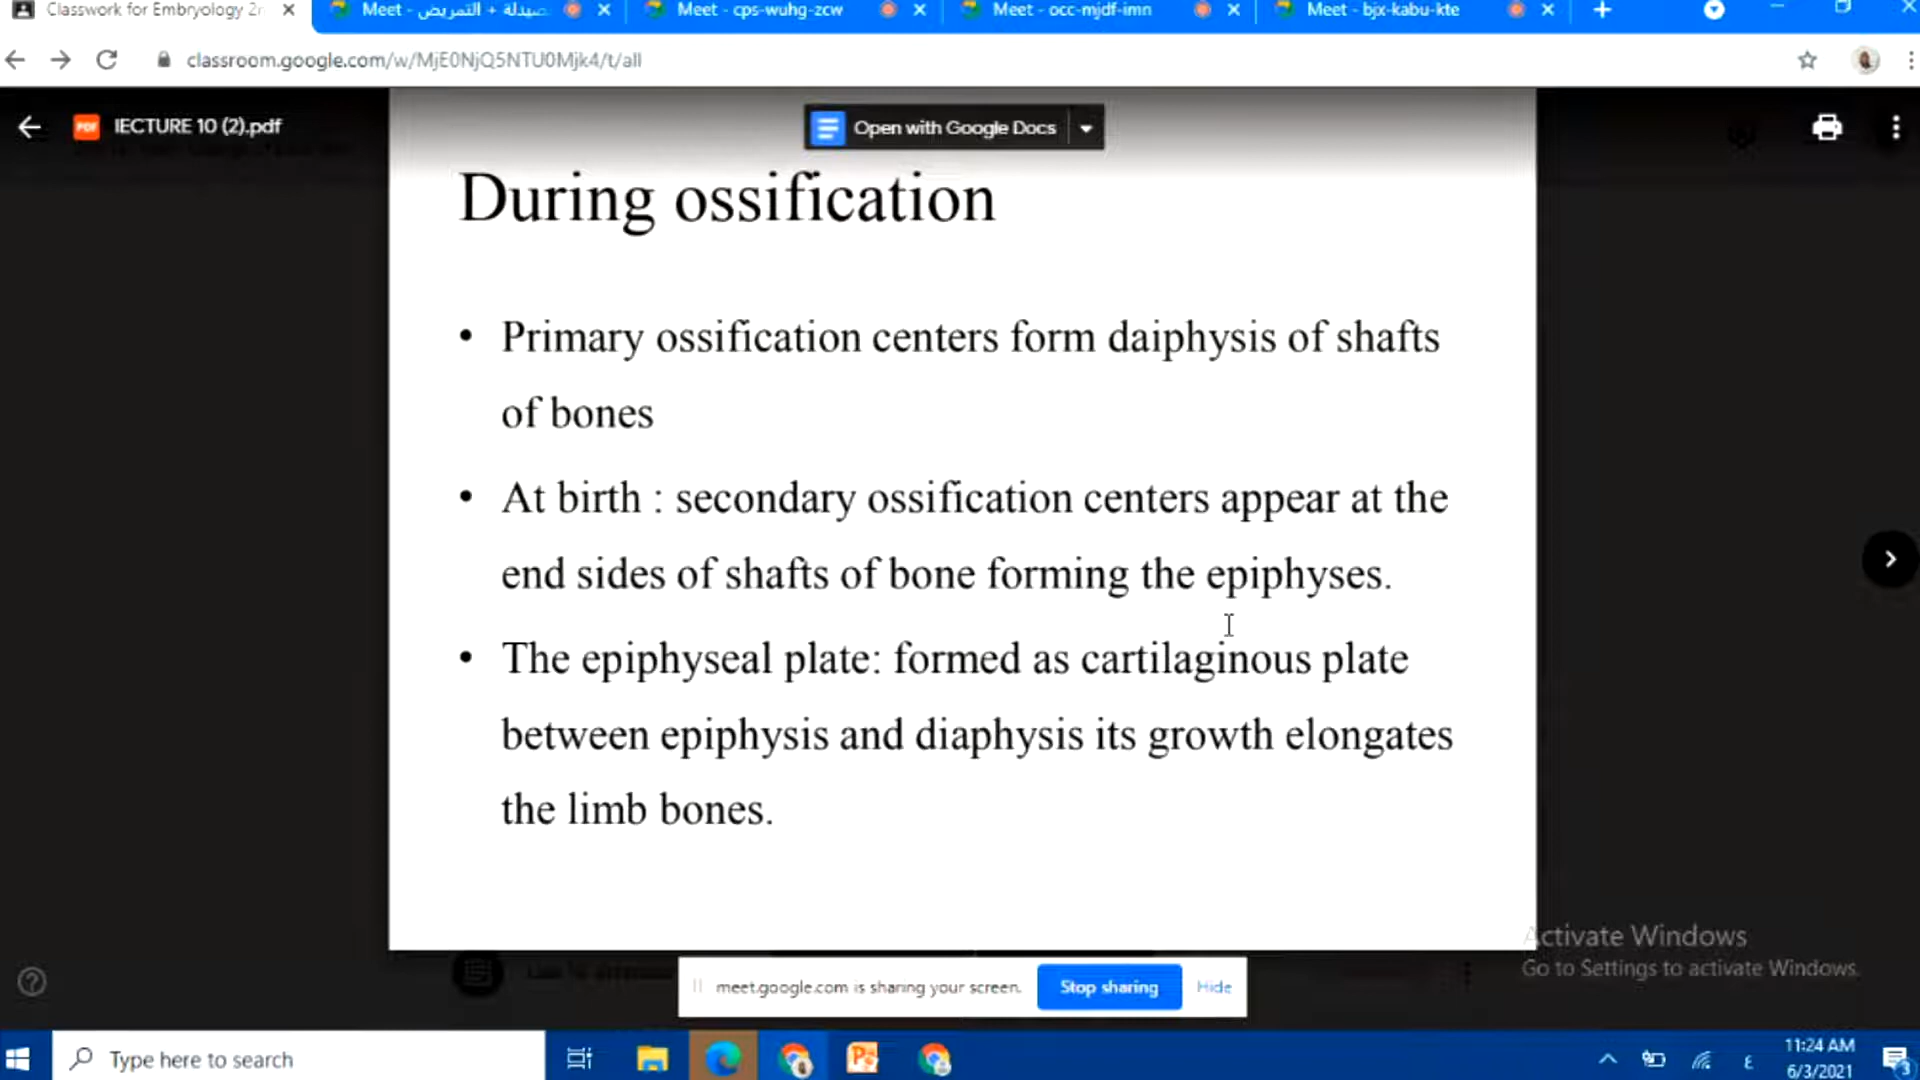 Classwork for Embryology 2
Meet - صيدلة + التمريض
Meet - cps-wuhg-zcw
Meet - occ-mjdf-imn
Meet - bjx-kabu-kte
classroom.google.com/w/MjE0NjQ5NTU0Mjk4/t/all
PDF
lECTURE 10 (2).pdf
Open with Google Docs
During ossification
• Primary ossification centers form daiphysis of shafts
of bones
• At birth : secondary ossification centers appear at the
end sides of shafts of bone forming the epiphyses.
• The epiphyseal plate: formed as cartilaginous plate
between epiphysis and diaphysis its growth elongates
the limb bones.
Activate Windows
Go to Settings to activate Windows.
meet.google.com is sharing your screen.
Stop sharing
Hide
Type here to search
ع
11:24 AM
6/3/2021
3